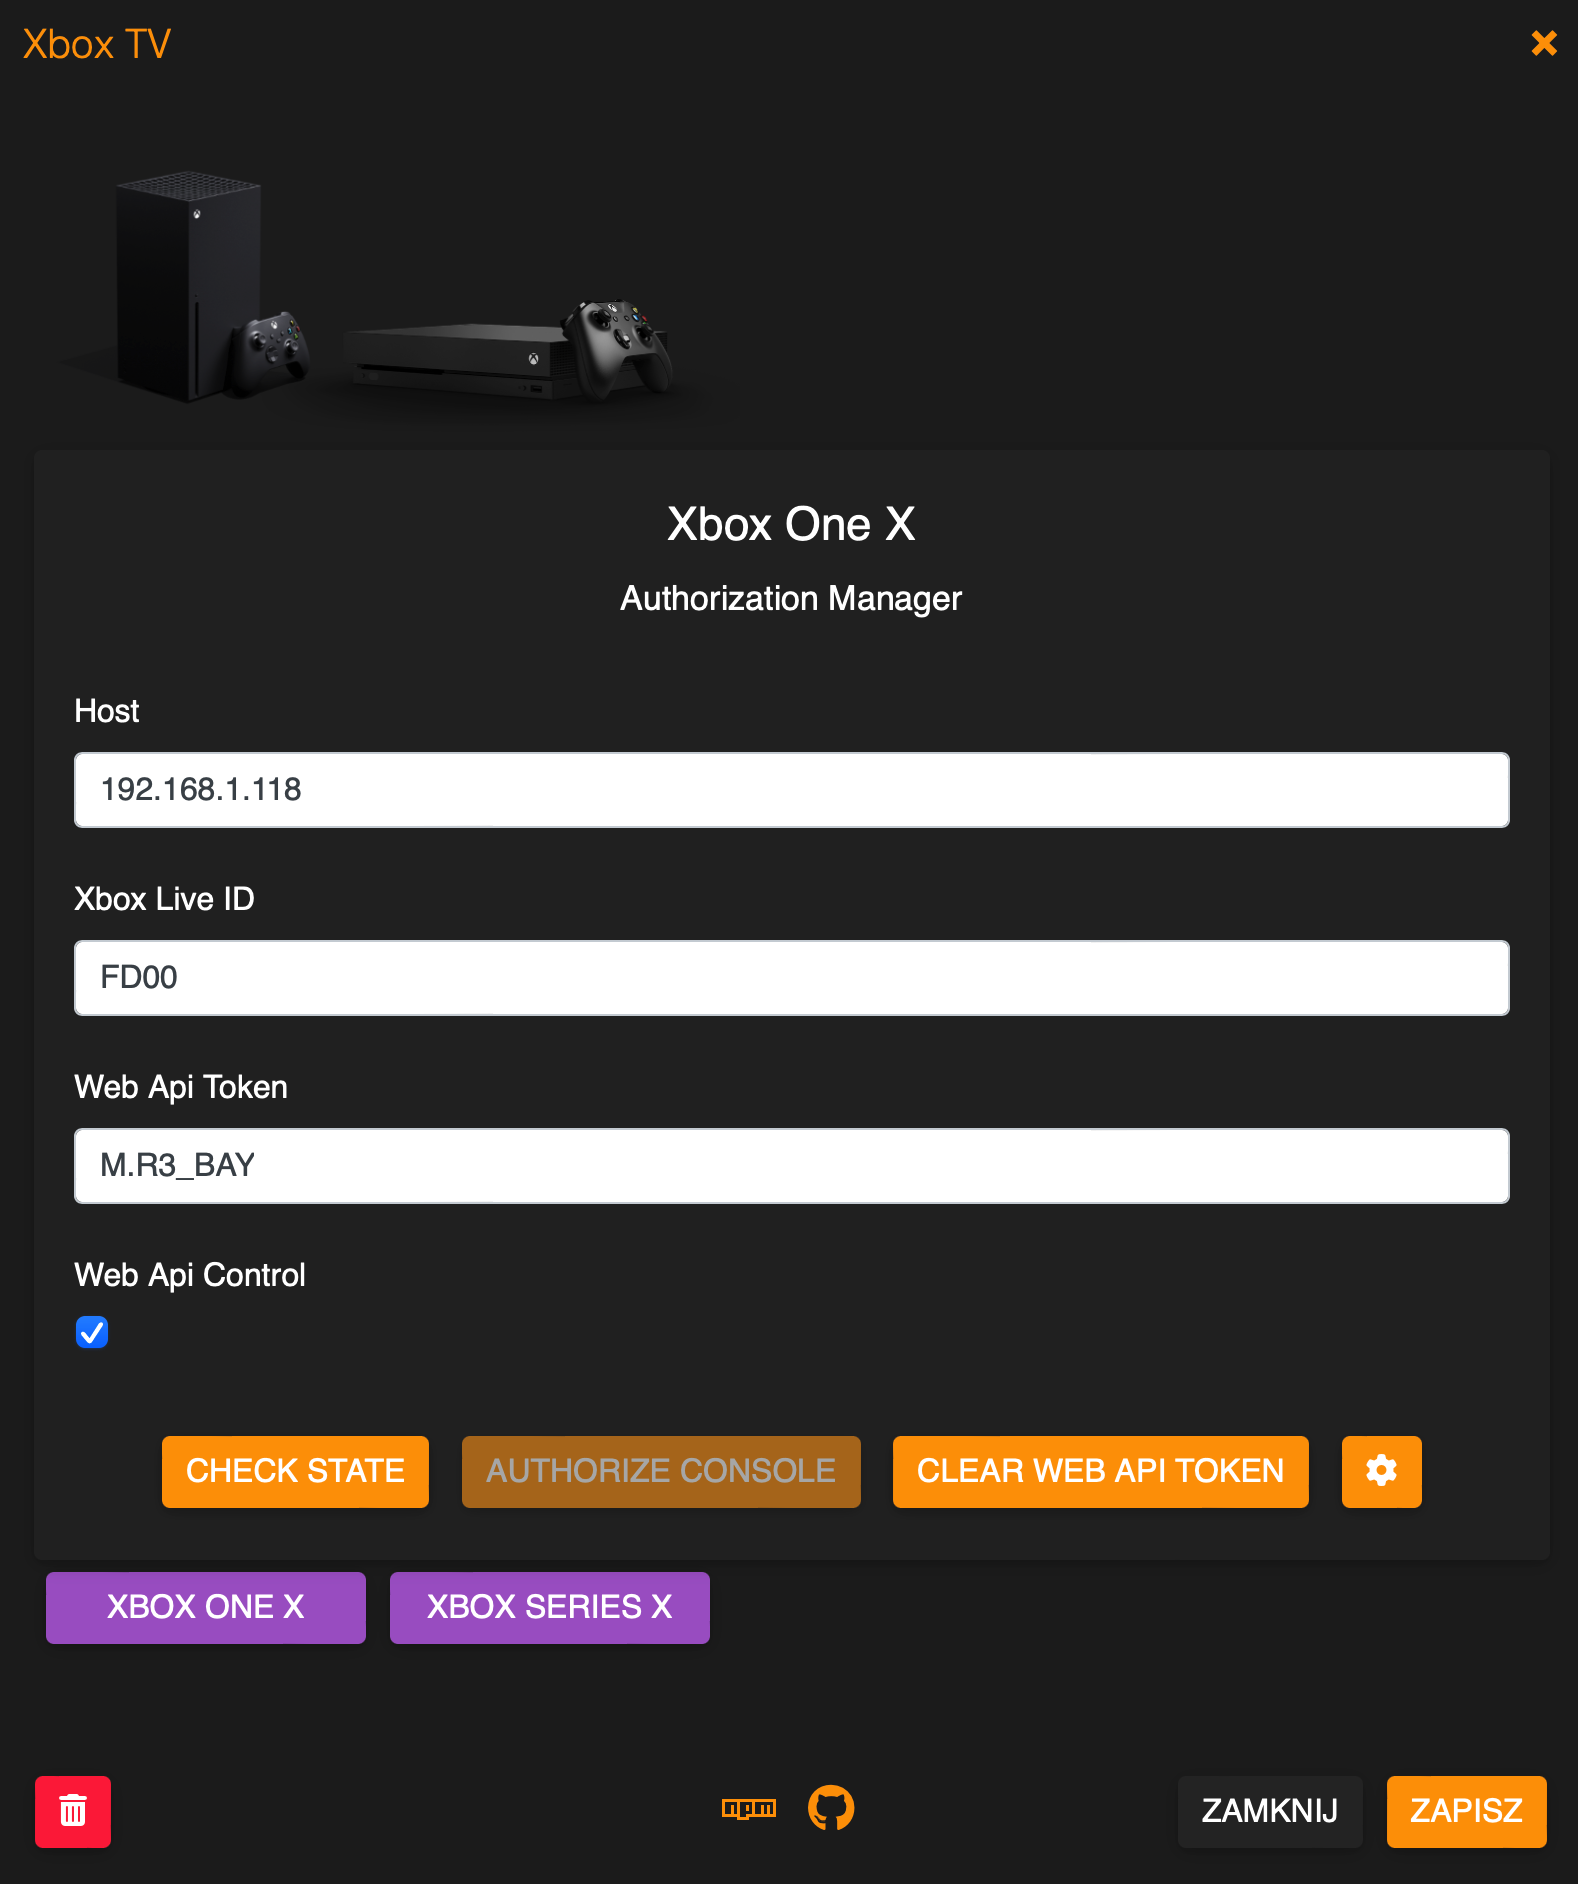 Xbox TV
Xbox One X
Authorization Manager
Host
192.168.1.118
Xbox Live ID
FD00
Web Api Token
M.R3_BAY
Web Api Control
CHECK STATE
AUTHORIZE CONSOLE
CLEAR WEB API TOKEN
XBOX ONE X
XBOX SERIES X
npm
ZAMKNIJ
ZAPISZ